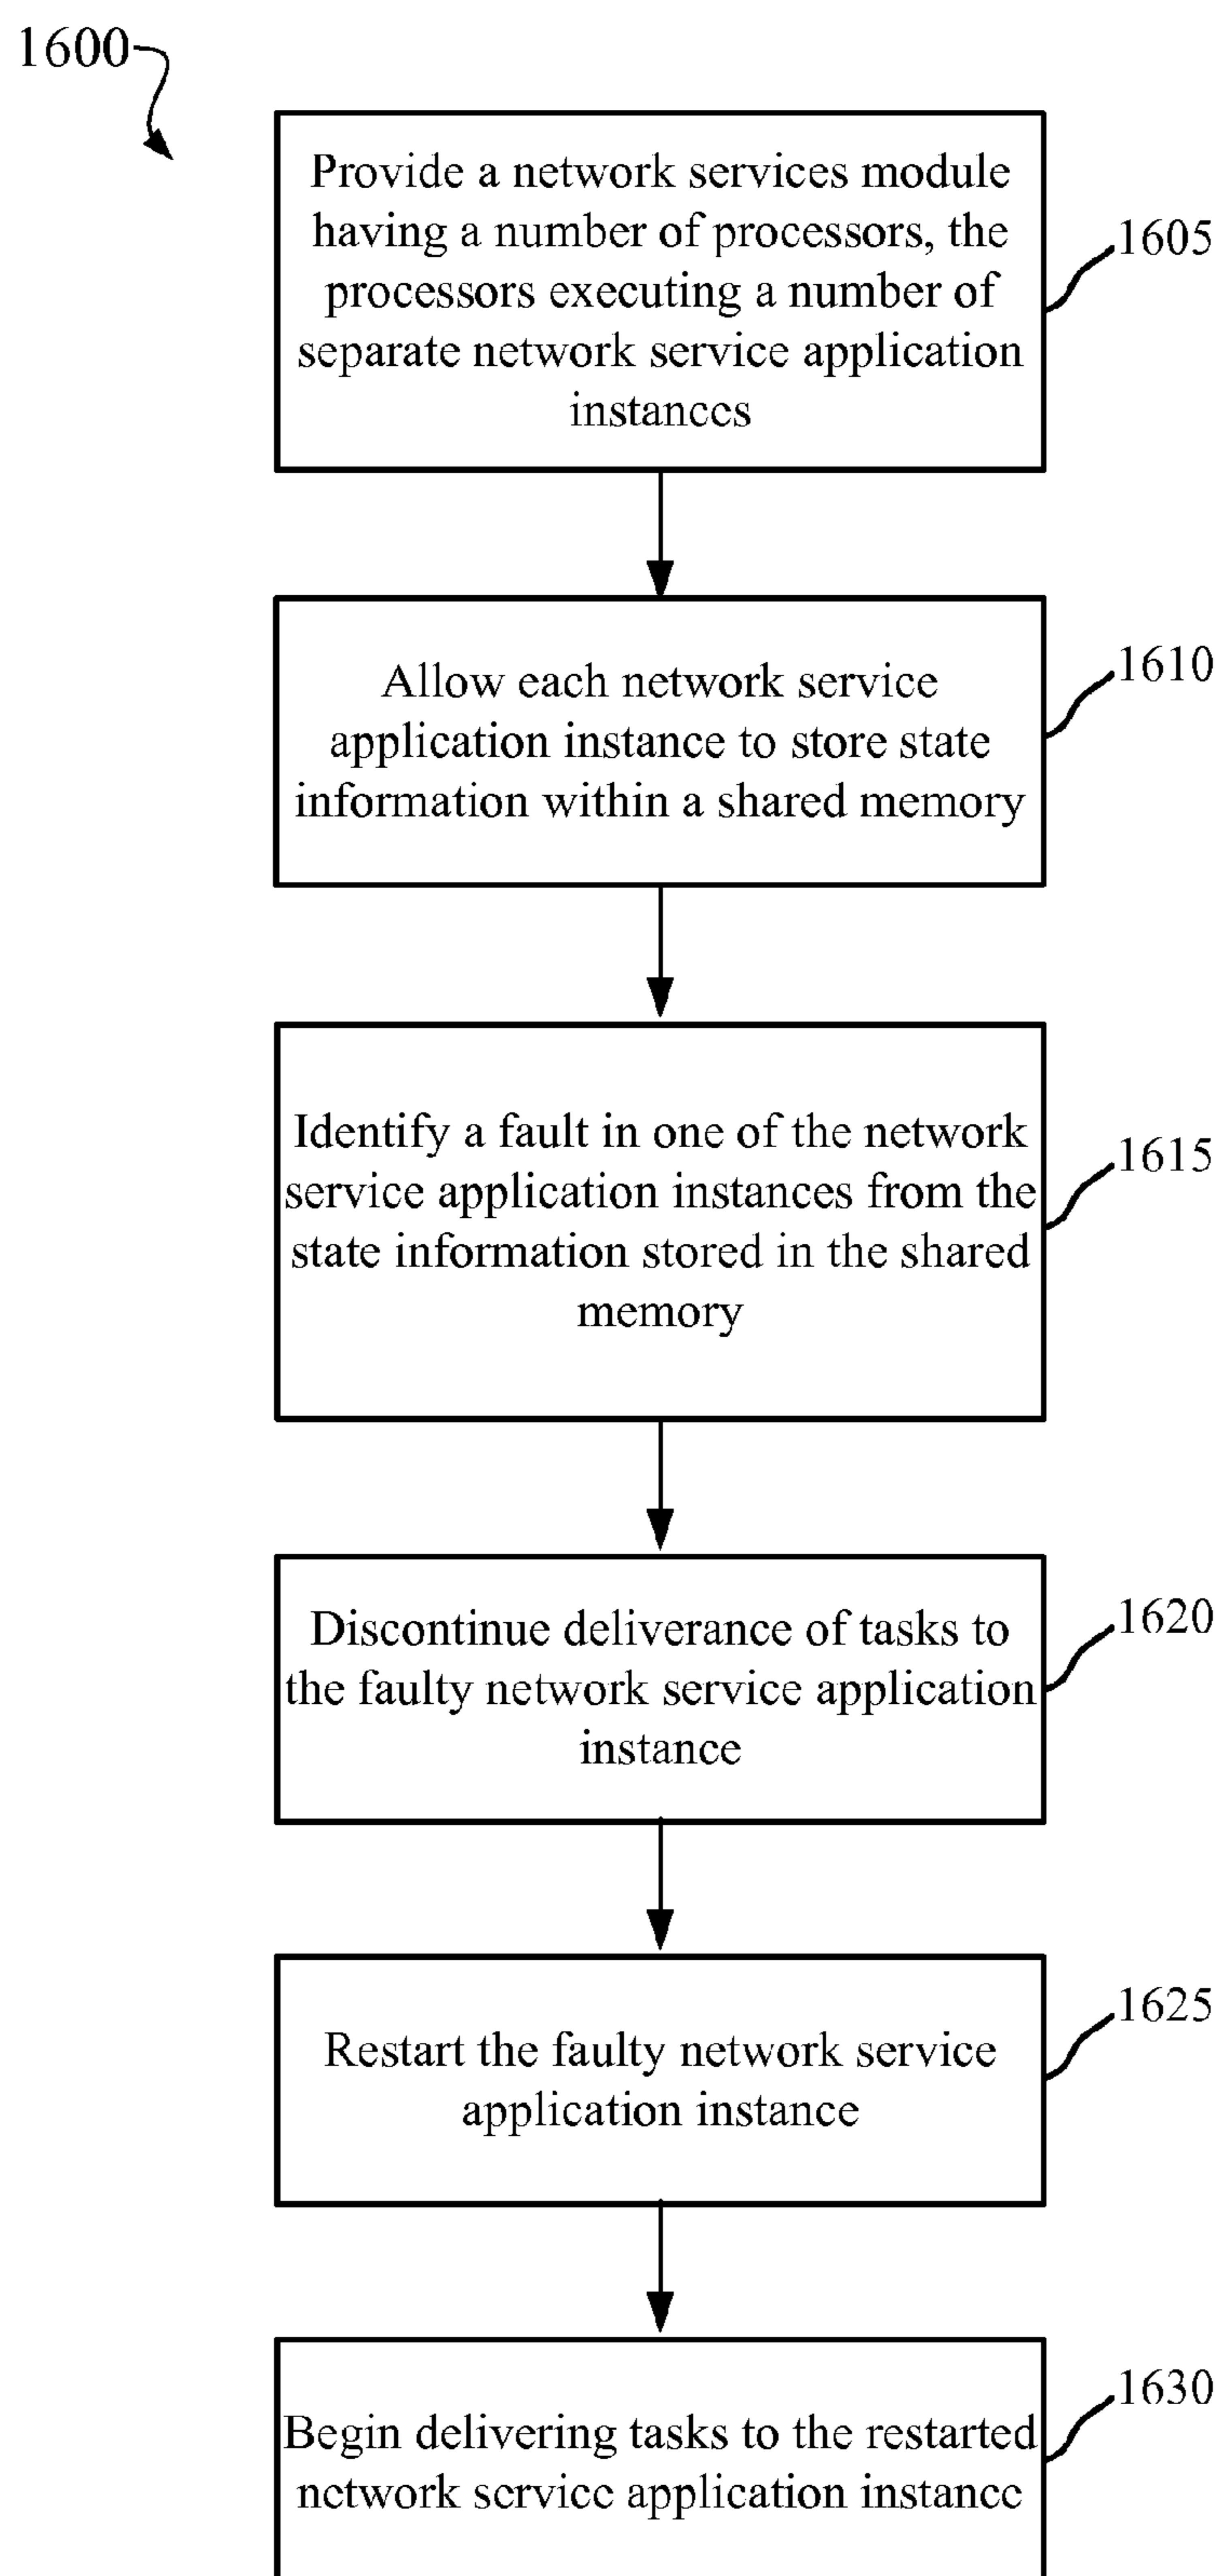 1600
Provide a network services module
having a number of processors, the
processors executing a number of
separate network service application
instances
1605
Allow each network service
application instance to store state
information within a shared memory
1610
Identify a fault in one of the network
service application instances from the
state information stored in the shared
memory
1615
Discontinue deliverance of tasks to
the faulty network service application
instance
1620
Restart the faulty network service
application instance
1625
Begin delivering tasks to the restarted
network service application instance
1630